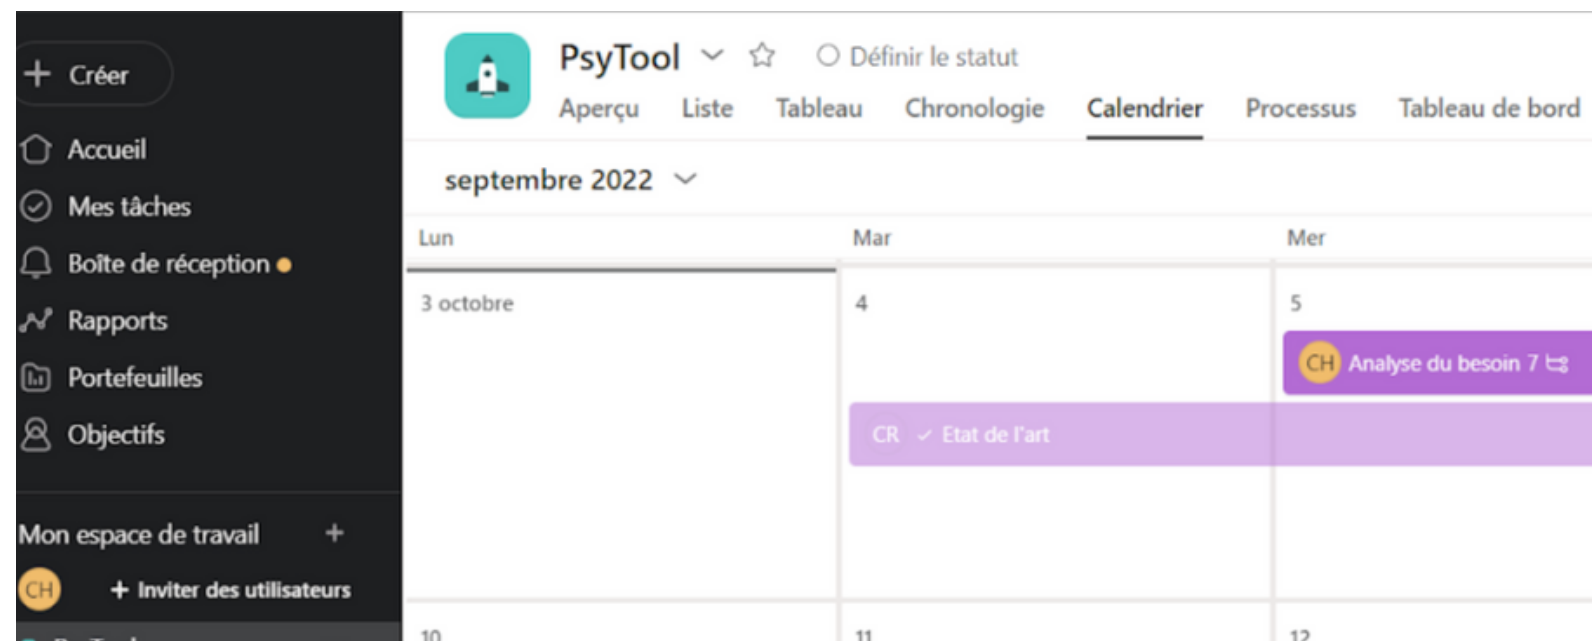 Créer
Accueil
Mes tâches
Boîte de réception
Rapports
Portefeuilles
Objectifs
Mon espace de travail +
CH + Inviter des utilisateurs
PsyTool Définir le statut
Aperçu Liste Tableau Chronologie Calendrier Processus Tableau de bord
septembre 2022
Lun Mar Mer
3 octobre 4 5
CH Analyse du besoin 7
CR ✓ Etat de l'art
10 11 12